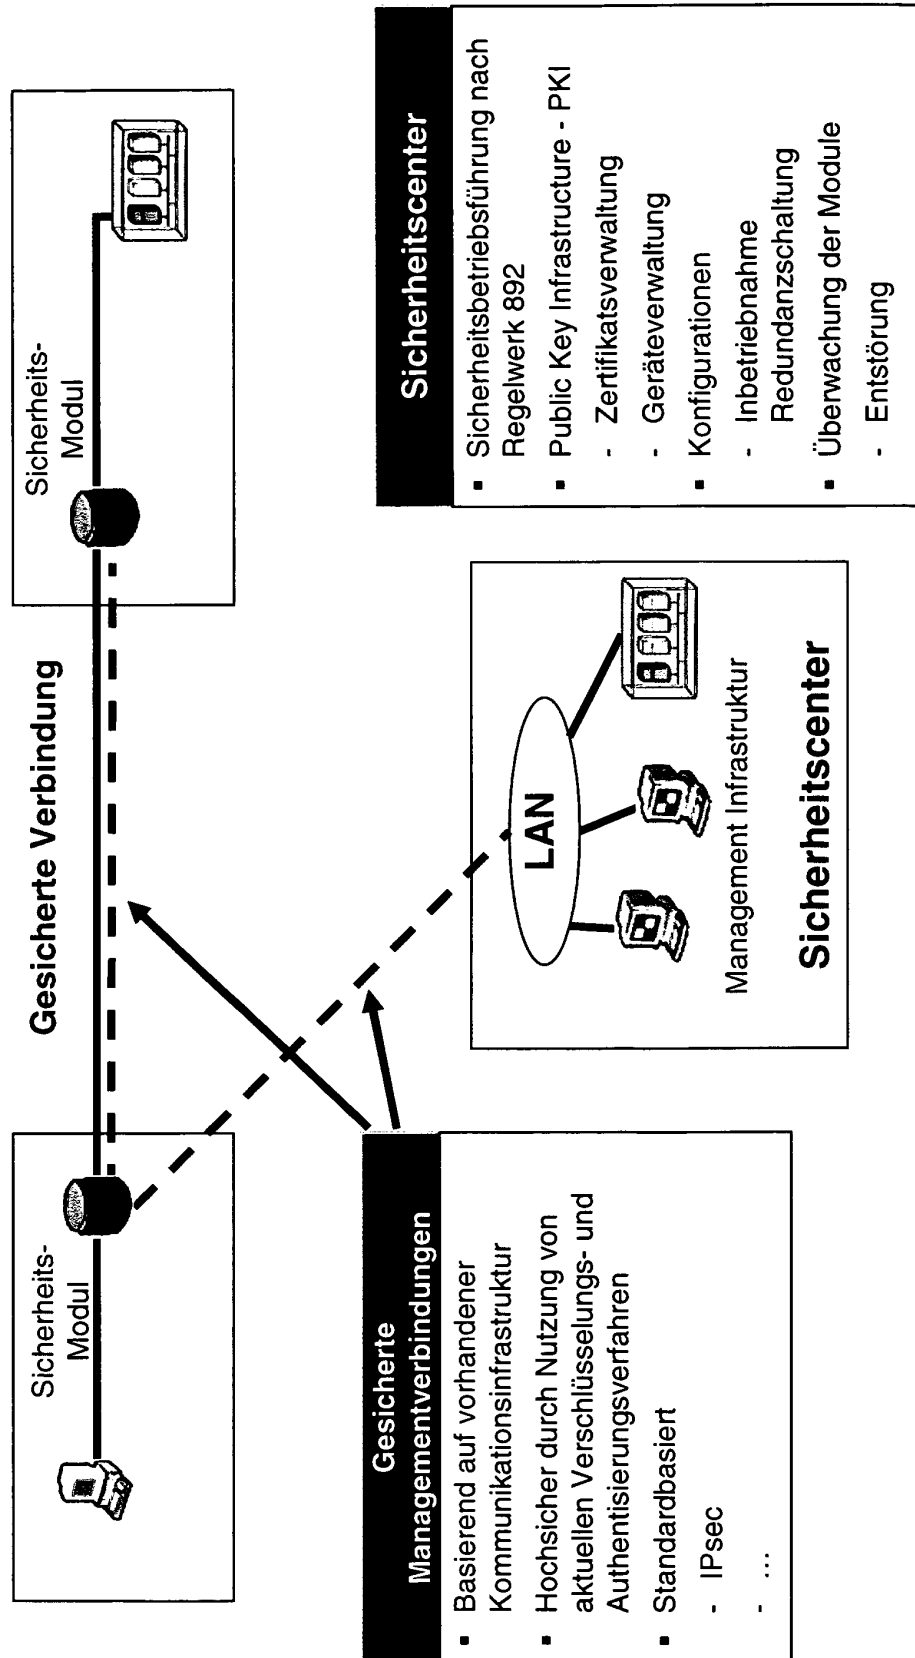 Gesicherte Verbindung
Sicherheits-
Modul
Sicherheits-
Modul
Gesicherte
Managementverbindungen
▪ Basierend auf vorhandener
Kommunikationsinfrastruktur
▪ Hochsicher durch Nutzung von
aktuellen Verschlüsselungs- und
Authentisierungsverfahren
▪ Standardbasiert
- IPsec
- ...
LAN
Management Infrastruktur
Sicherheitscenter
Sicherheitscenter
▪ Sicherheitsbetriebsführung nach
Regelwerk 892
▪ Public Key Infrastructure - PKI
- Zertifikatsverwaltung
- Geräteverwaltung
▪ Konfigurationen
- Inbetriebnahme
Redundanzschaltung
▪ Überwachung der Module
- Entstörung